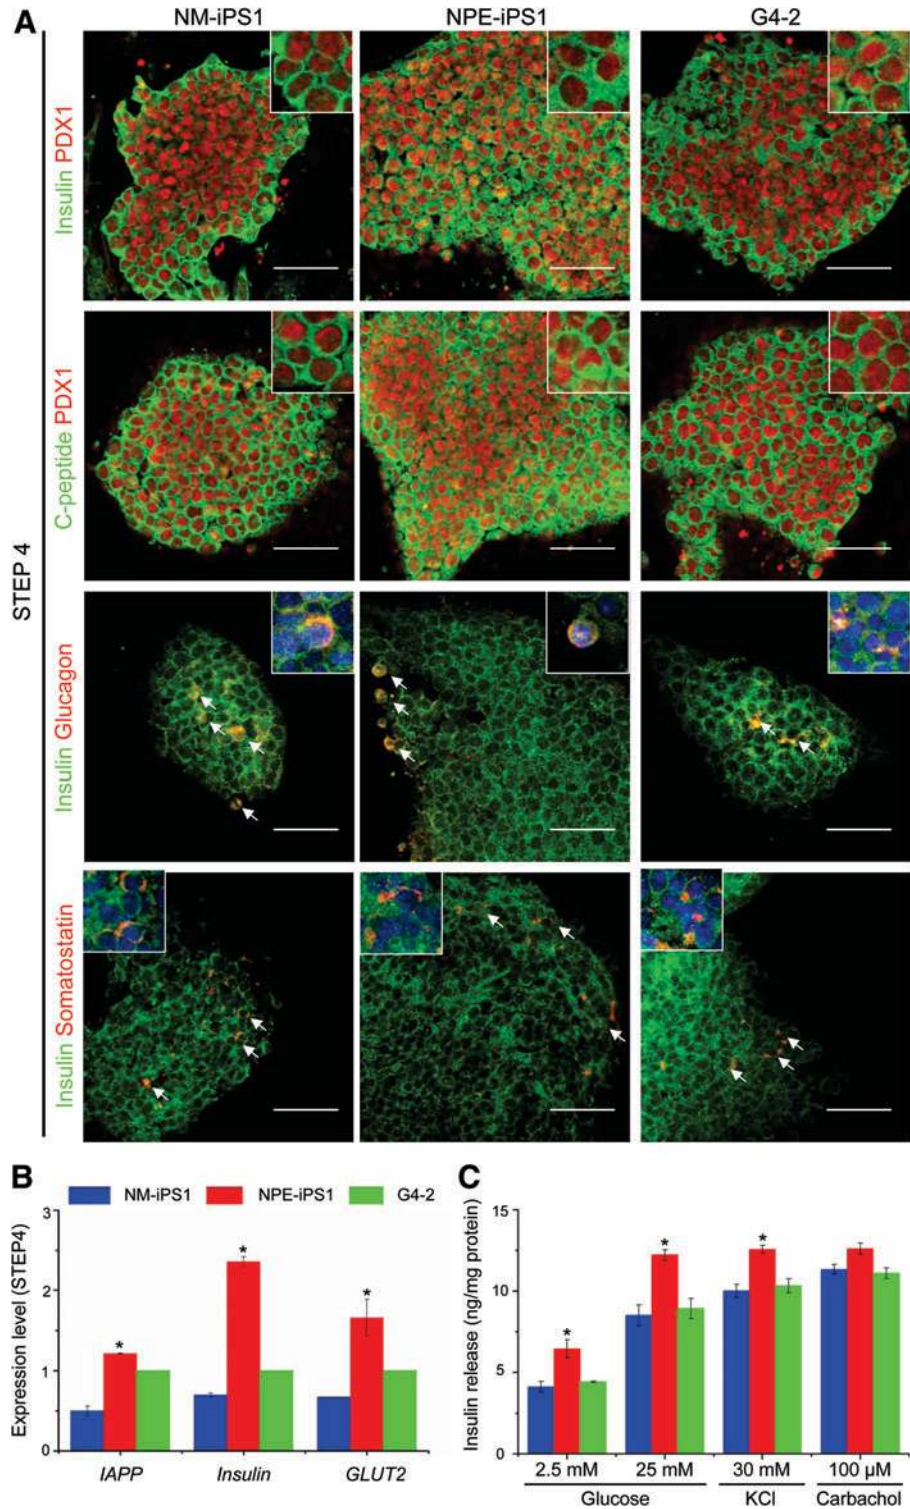 A
NM-iPS1 NPE-iPS1 G4-2
STEP 4
Insulin PDX1
C-peptide PDX1
Insulin Glucagon
Insulin Somatostatin
B
NM-iPS1 NPE-iPS1 G4-2
Expression level (STEP4)
3
2
1
0
* * *
IAPP Insulin GLUT2
C
Insulin release (ng/mg protein)
15
10
5
0
* * *
2.5 mM 25 mM 30 mM 100 µM
Glucose KCl Carbachol